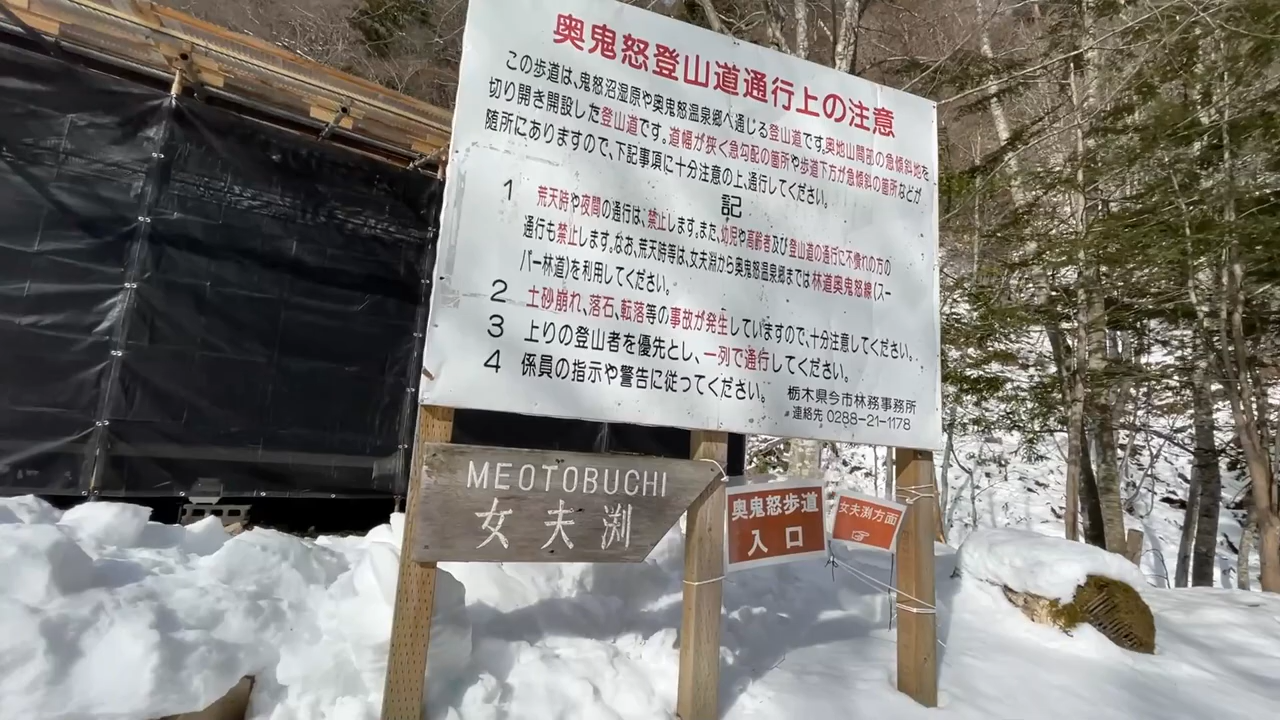 奥鬼怒登山道通行上の注意
この歩道は、鬼怒沼湿原や奥鬼怒温泉郷へ通じる登山道です。奥地山間部の急傾斜地を
切り開き開設した登山道です。道幅が狭く急勾配の箇所や歩道下方が急傾斜の箇所などが
随所にありますので、下記事項に十分注意の上、通行してください。
記
1 荒天時や夜間の通行は、禁止します。また、幼児や高齢者及び登山道の通行に不慣れの方の
通行も禁止します。なお、荒天時等は、女夫渕から奥鬼怒温泉郷までは林道奥鬼怒線(スー
パー林道)を利用してください。
2 土砂崩れ、落石、転落等の事故が発生していますので、十分注意してください。
3 上りの登山者を優先とし、一列で通行してください。
4 係員の指示や警告に従ってください。
栃木県今市林務事務所
連絡先 0288-21-1178
MEOTOBUCHI
女夫渕
奥鬼怒歩道
入口
女夫渕方面